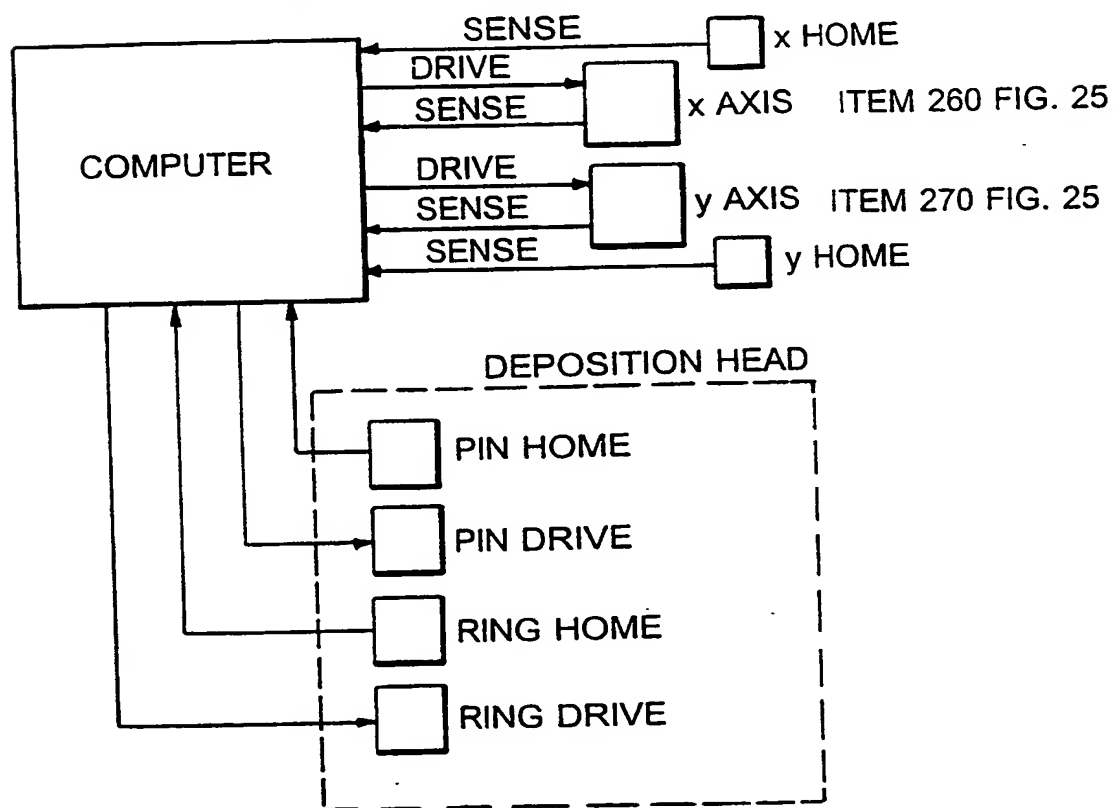 SENSE
x HOME
DRIVE
SENSE
x AXIS ITEM 260 FIG. 25
COMPUTER
DRIVE
SENSE
y AXIS ITEM 270 FIG. 25
SENSE
y HOME
DEPOSITION HEAD
PIN HOME
PIN DRIVE
RING HOME
RING DRIVE